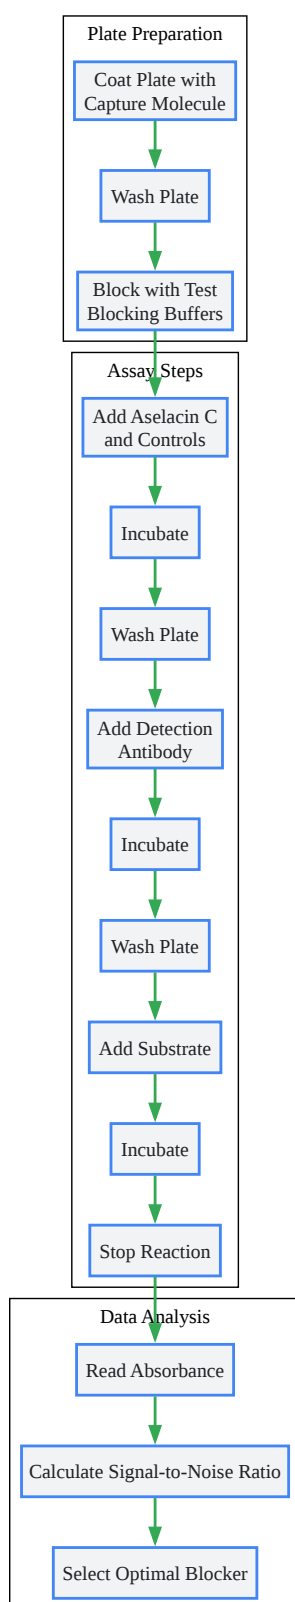 Plate Preparation
Coat Plate with
Capture Molecule
Wash Plate
Block with Test
Blocking Buffers
Assay Steps
Add Aselacin C
and Controls
Incubate
Wash Plate
Add Detection
Antibody
Incubate
Wash Plate
Add Substrate
Incubate
Stop Reaction
Data Analysis
Read Absorbance
Calculate Signal-to-Noise Ratio
Select Optimal Blocker